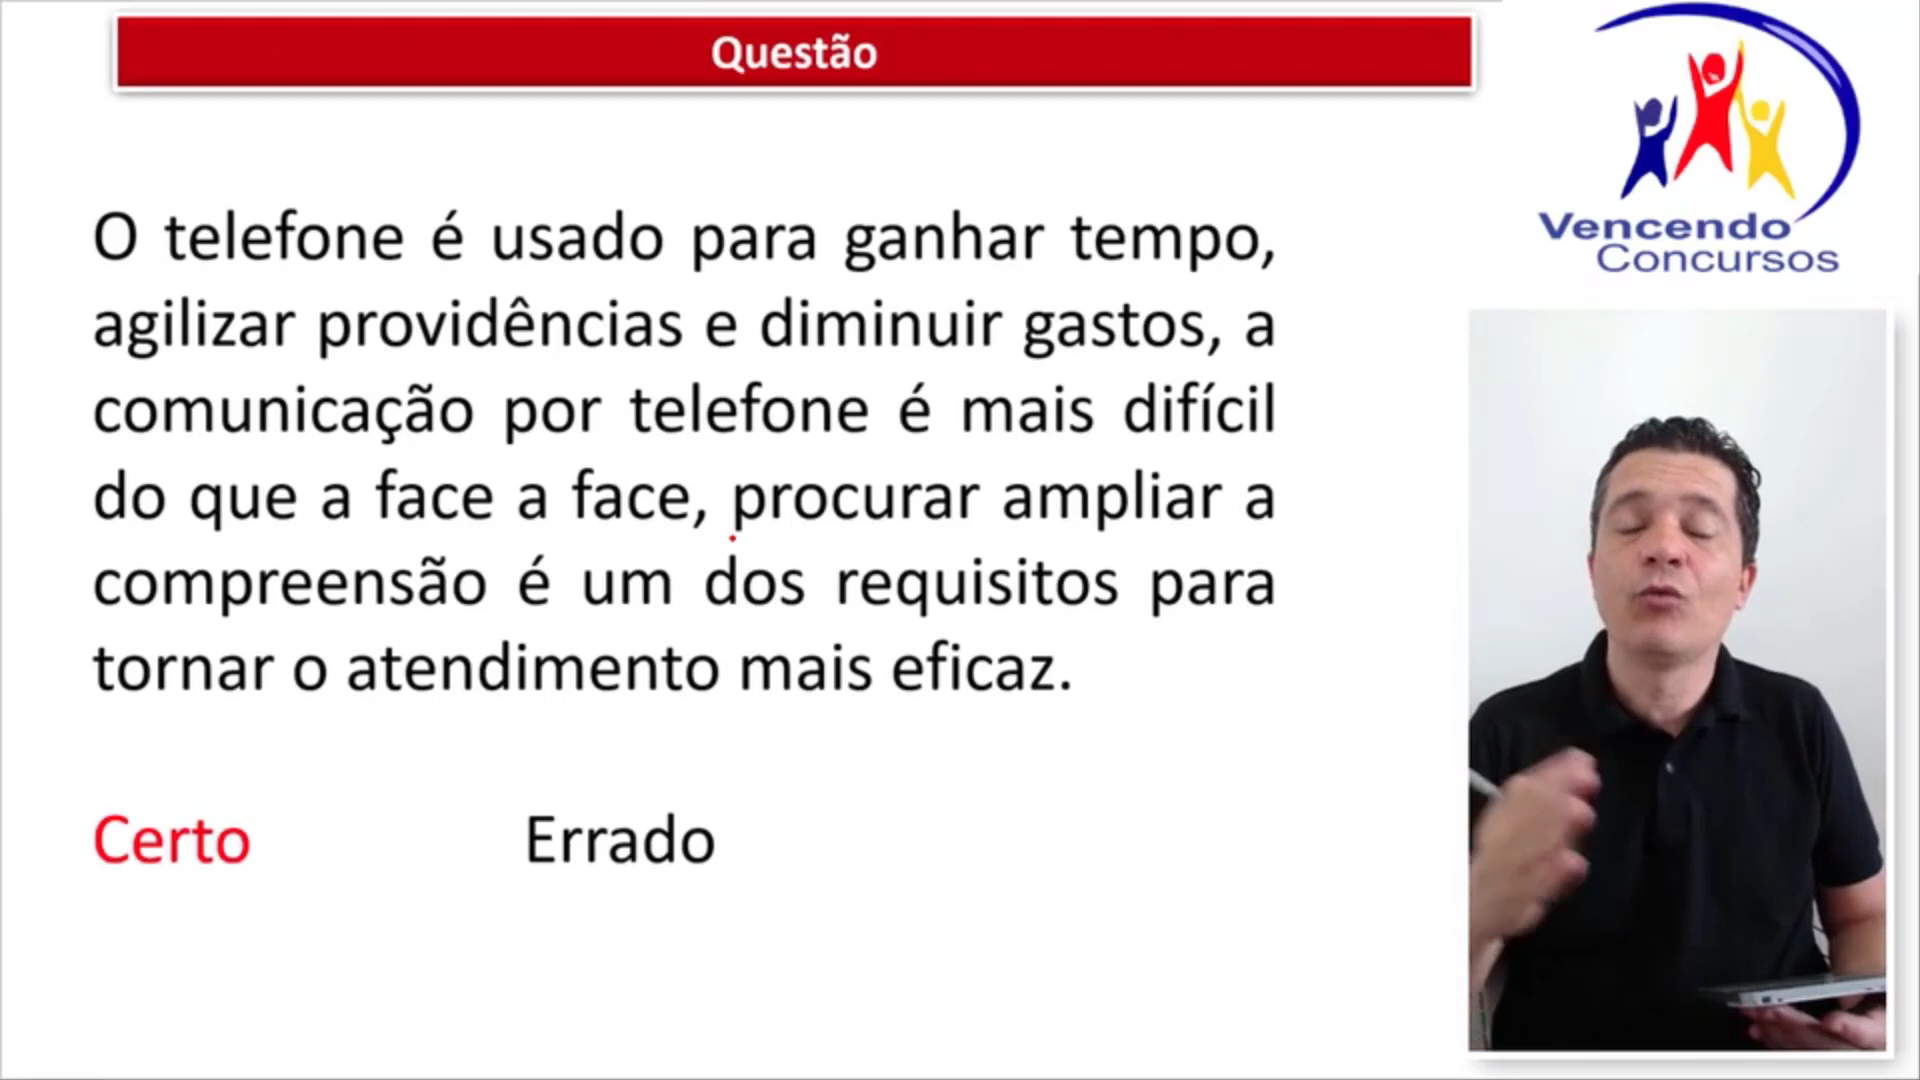 Questão
Vencendo
Concursos
O telefone é usado para ganhar tempo,
agilizar providências e diminuir gastos, a
comunicação por telefone é mais difícil
do que a face a face, procurar ampliar a
compreensão é um dos requisitos para
tornar o atendimento mais eficaz.
Certo Errado